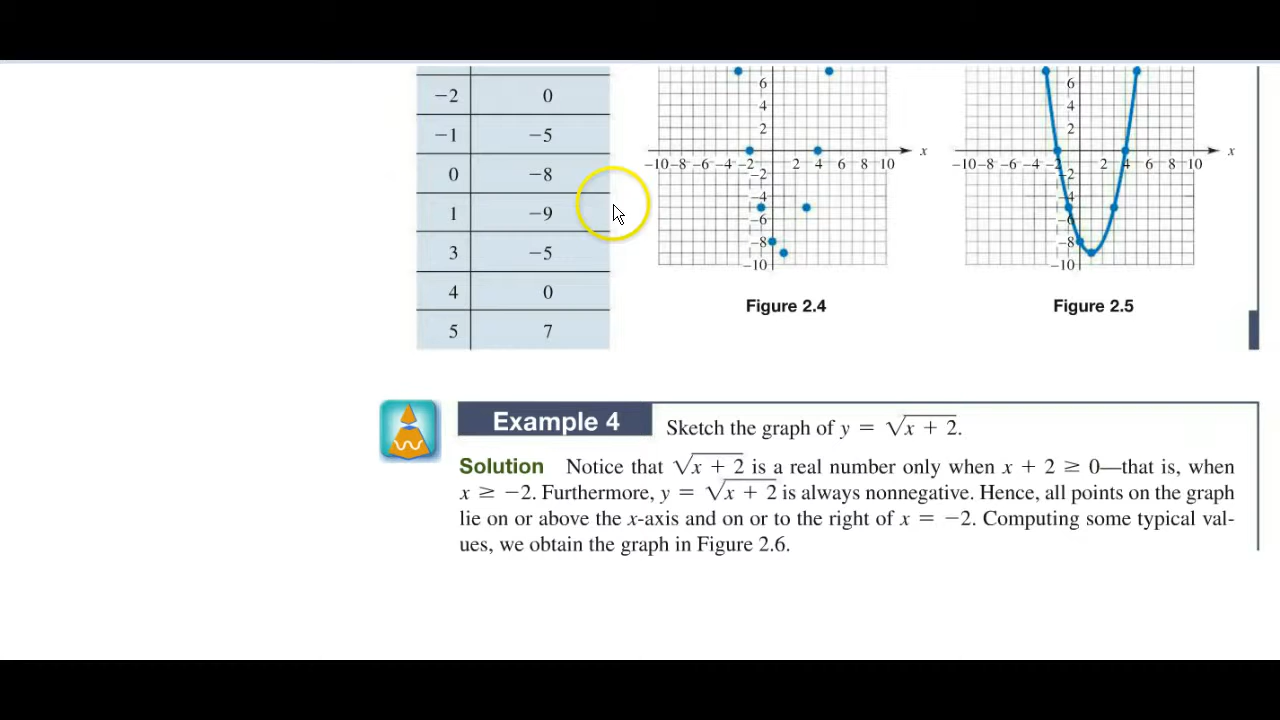 −2 0
−1 −5
0 −8
1 −9
3 −5
4 0
5 7
6
4
2
−10 −8 −6 −4 −2 2 4 6 8 10 x
−2
−4
−6
−8
−10
Figure 2.4
6
4
2
−10 −8 −6 −4 −2 2 4 6 8 10 x
−2
−4
−6
−8
−10
Figure 2.5
Example 4 Sketch the graph of y = √x + 2.
Solution Notice that √x + 2 is a real number only when x + 2 ≥ 0—that is, when
x ≥ −2. Furthermore, y = √x + 2 is always nonnegative. Hence, all points on the graph
lie on or above the x-axis and on or to the right of x = −2. Computing some typical val-
ues, we obtain the graph in Figure 2.6.